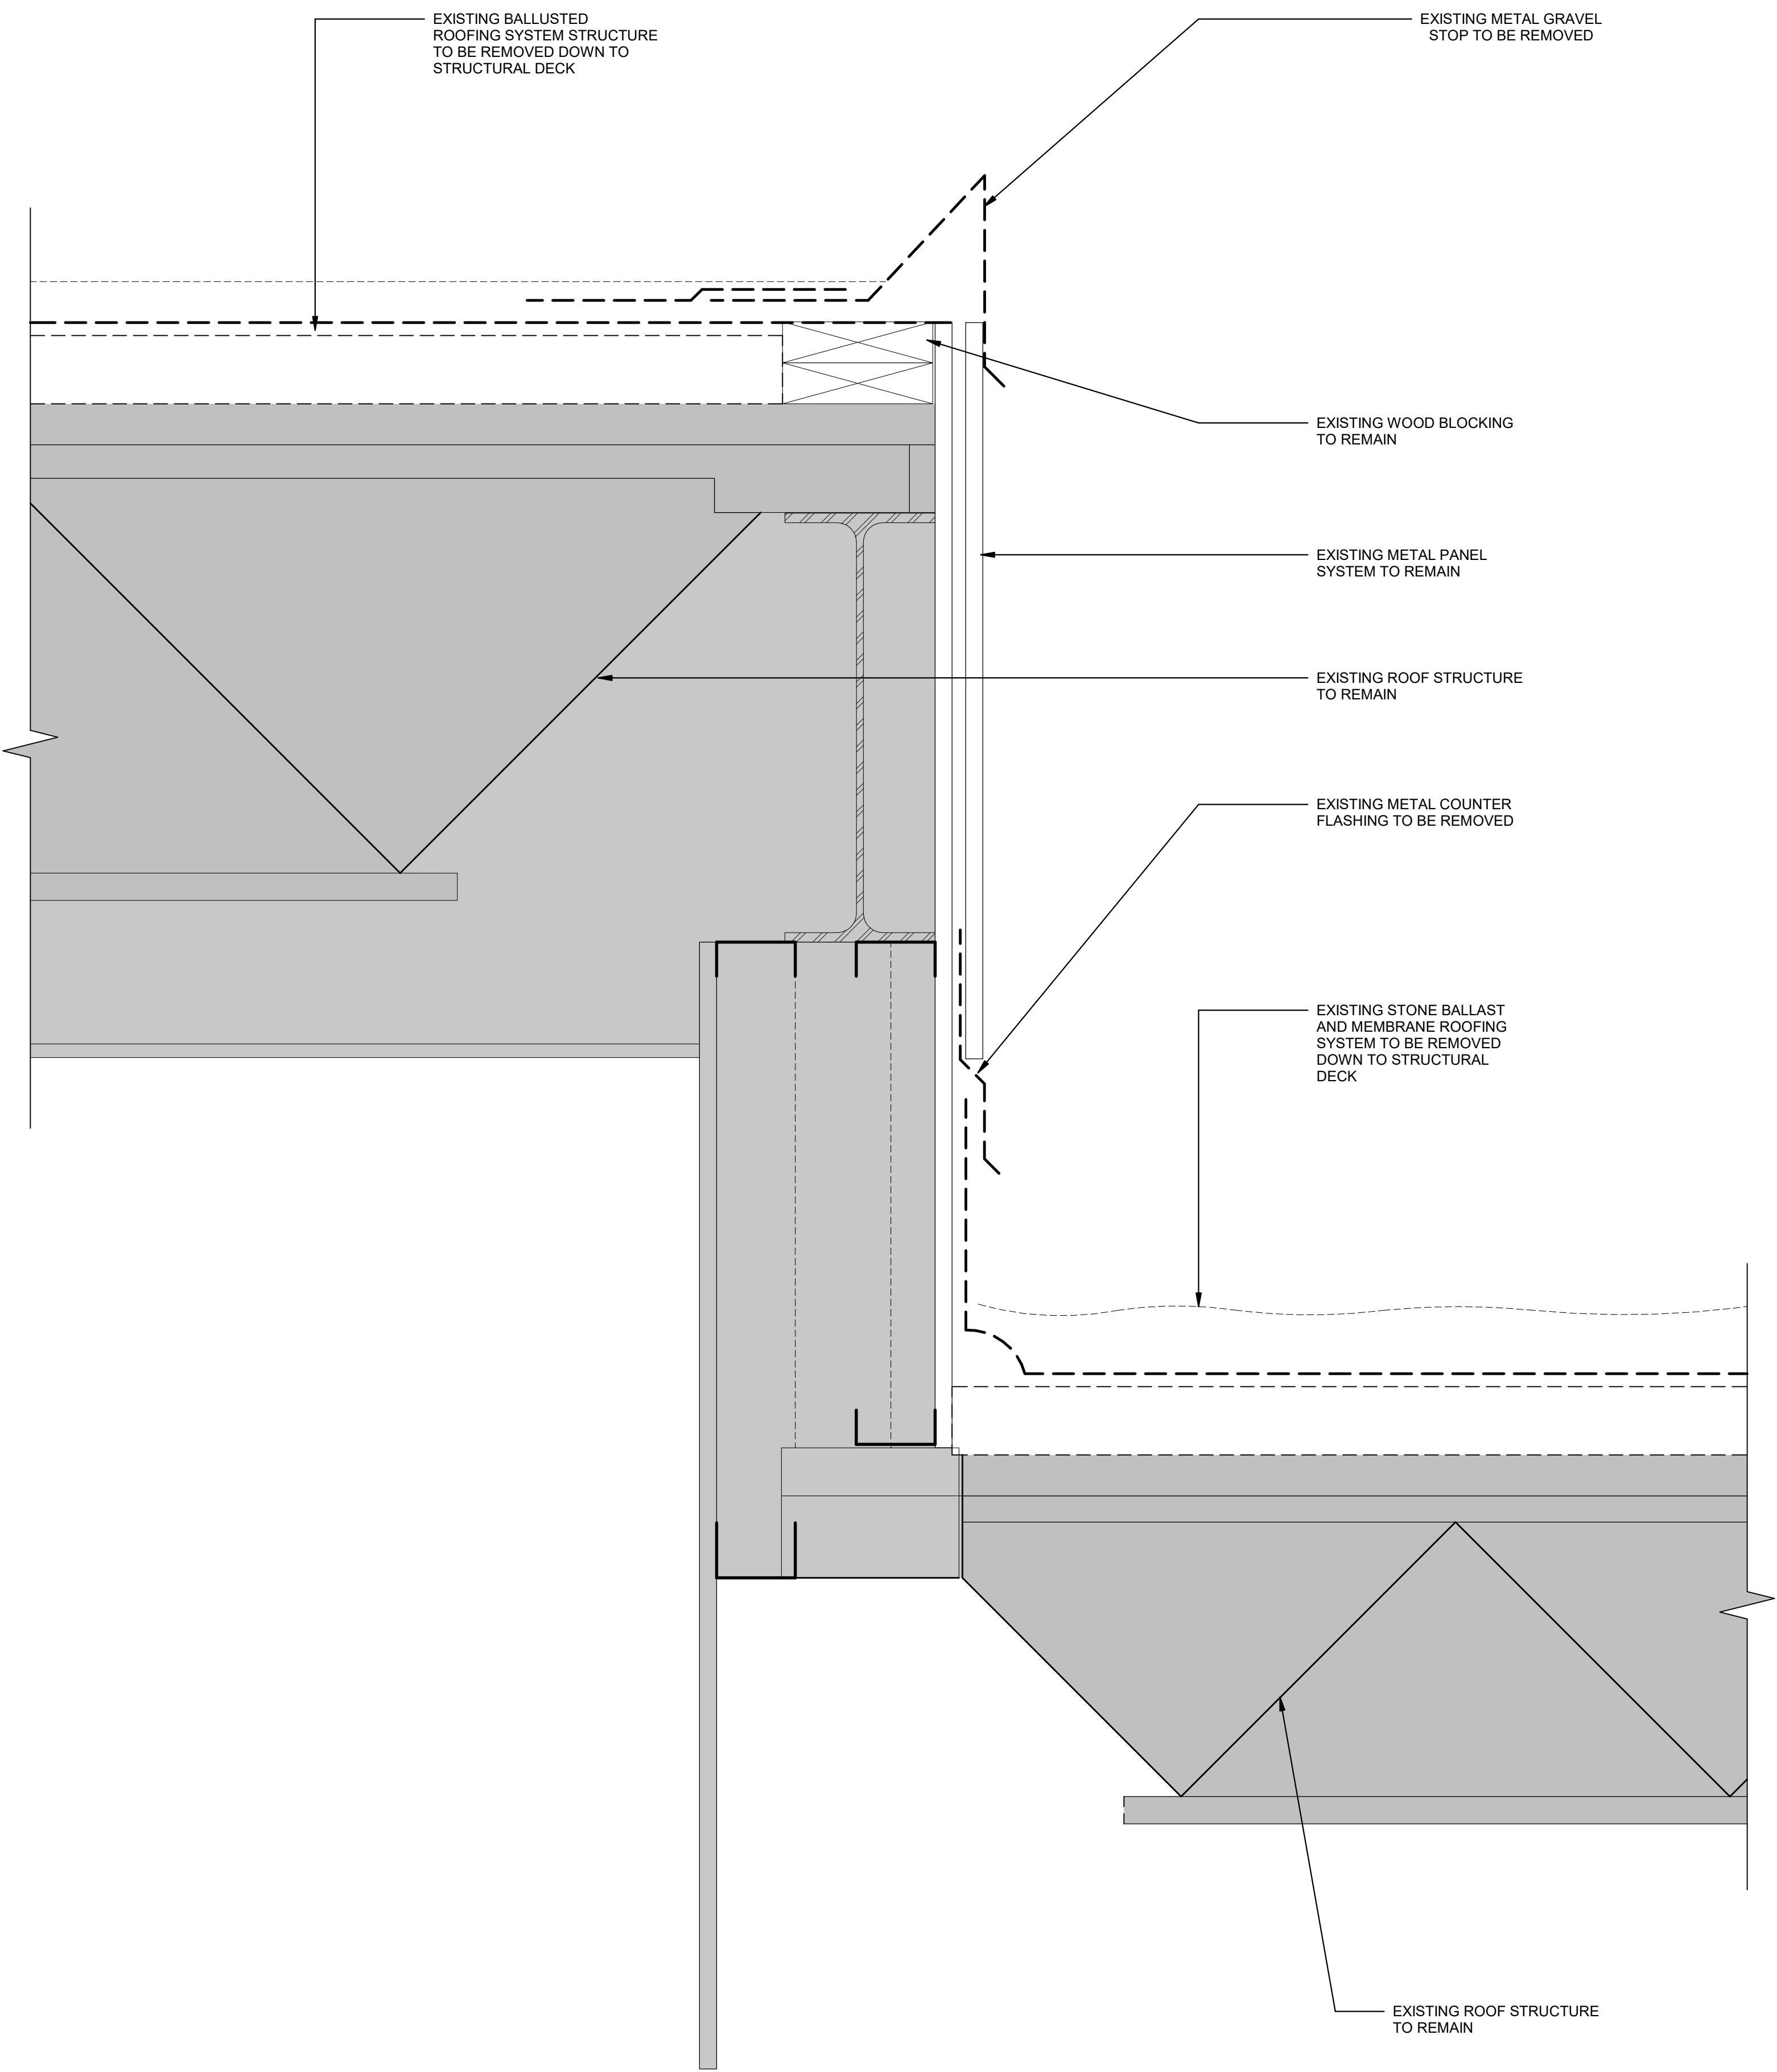 EXISTING BALLUSTED
ROOFING SYSTEM STRUCTURE
TO BE REMOVED DOWN TO
STRUCTURAL DECK
EXISTING METAL GRAVEL
STOP TO BE REMOVED
EXISTING WOOD BLOCKING
TO REMAIN
EXISTING METAL PANEL
SYSTEM TO REMAIN
EXISTING ROOF STRUCTURE
TO REMAIN
EXISTING METAL COUNTER
FLASHING TO BE REMOVED
EXISTING STONE BALLAST
AND MEMBRANE ROOFING
SYSTEM TO BE REMOVED
DOWN TO STRUCTURAL
DECK
EXISTING ROOF STRUCTURE
TO REMAIN